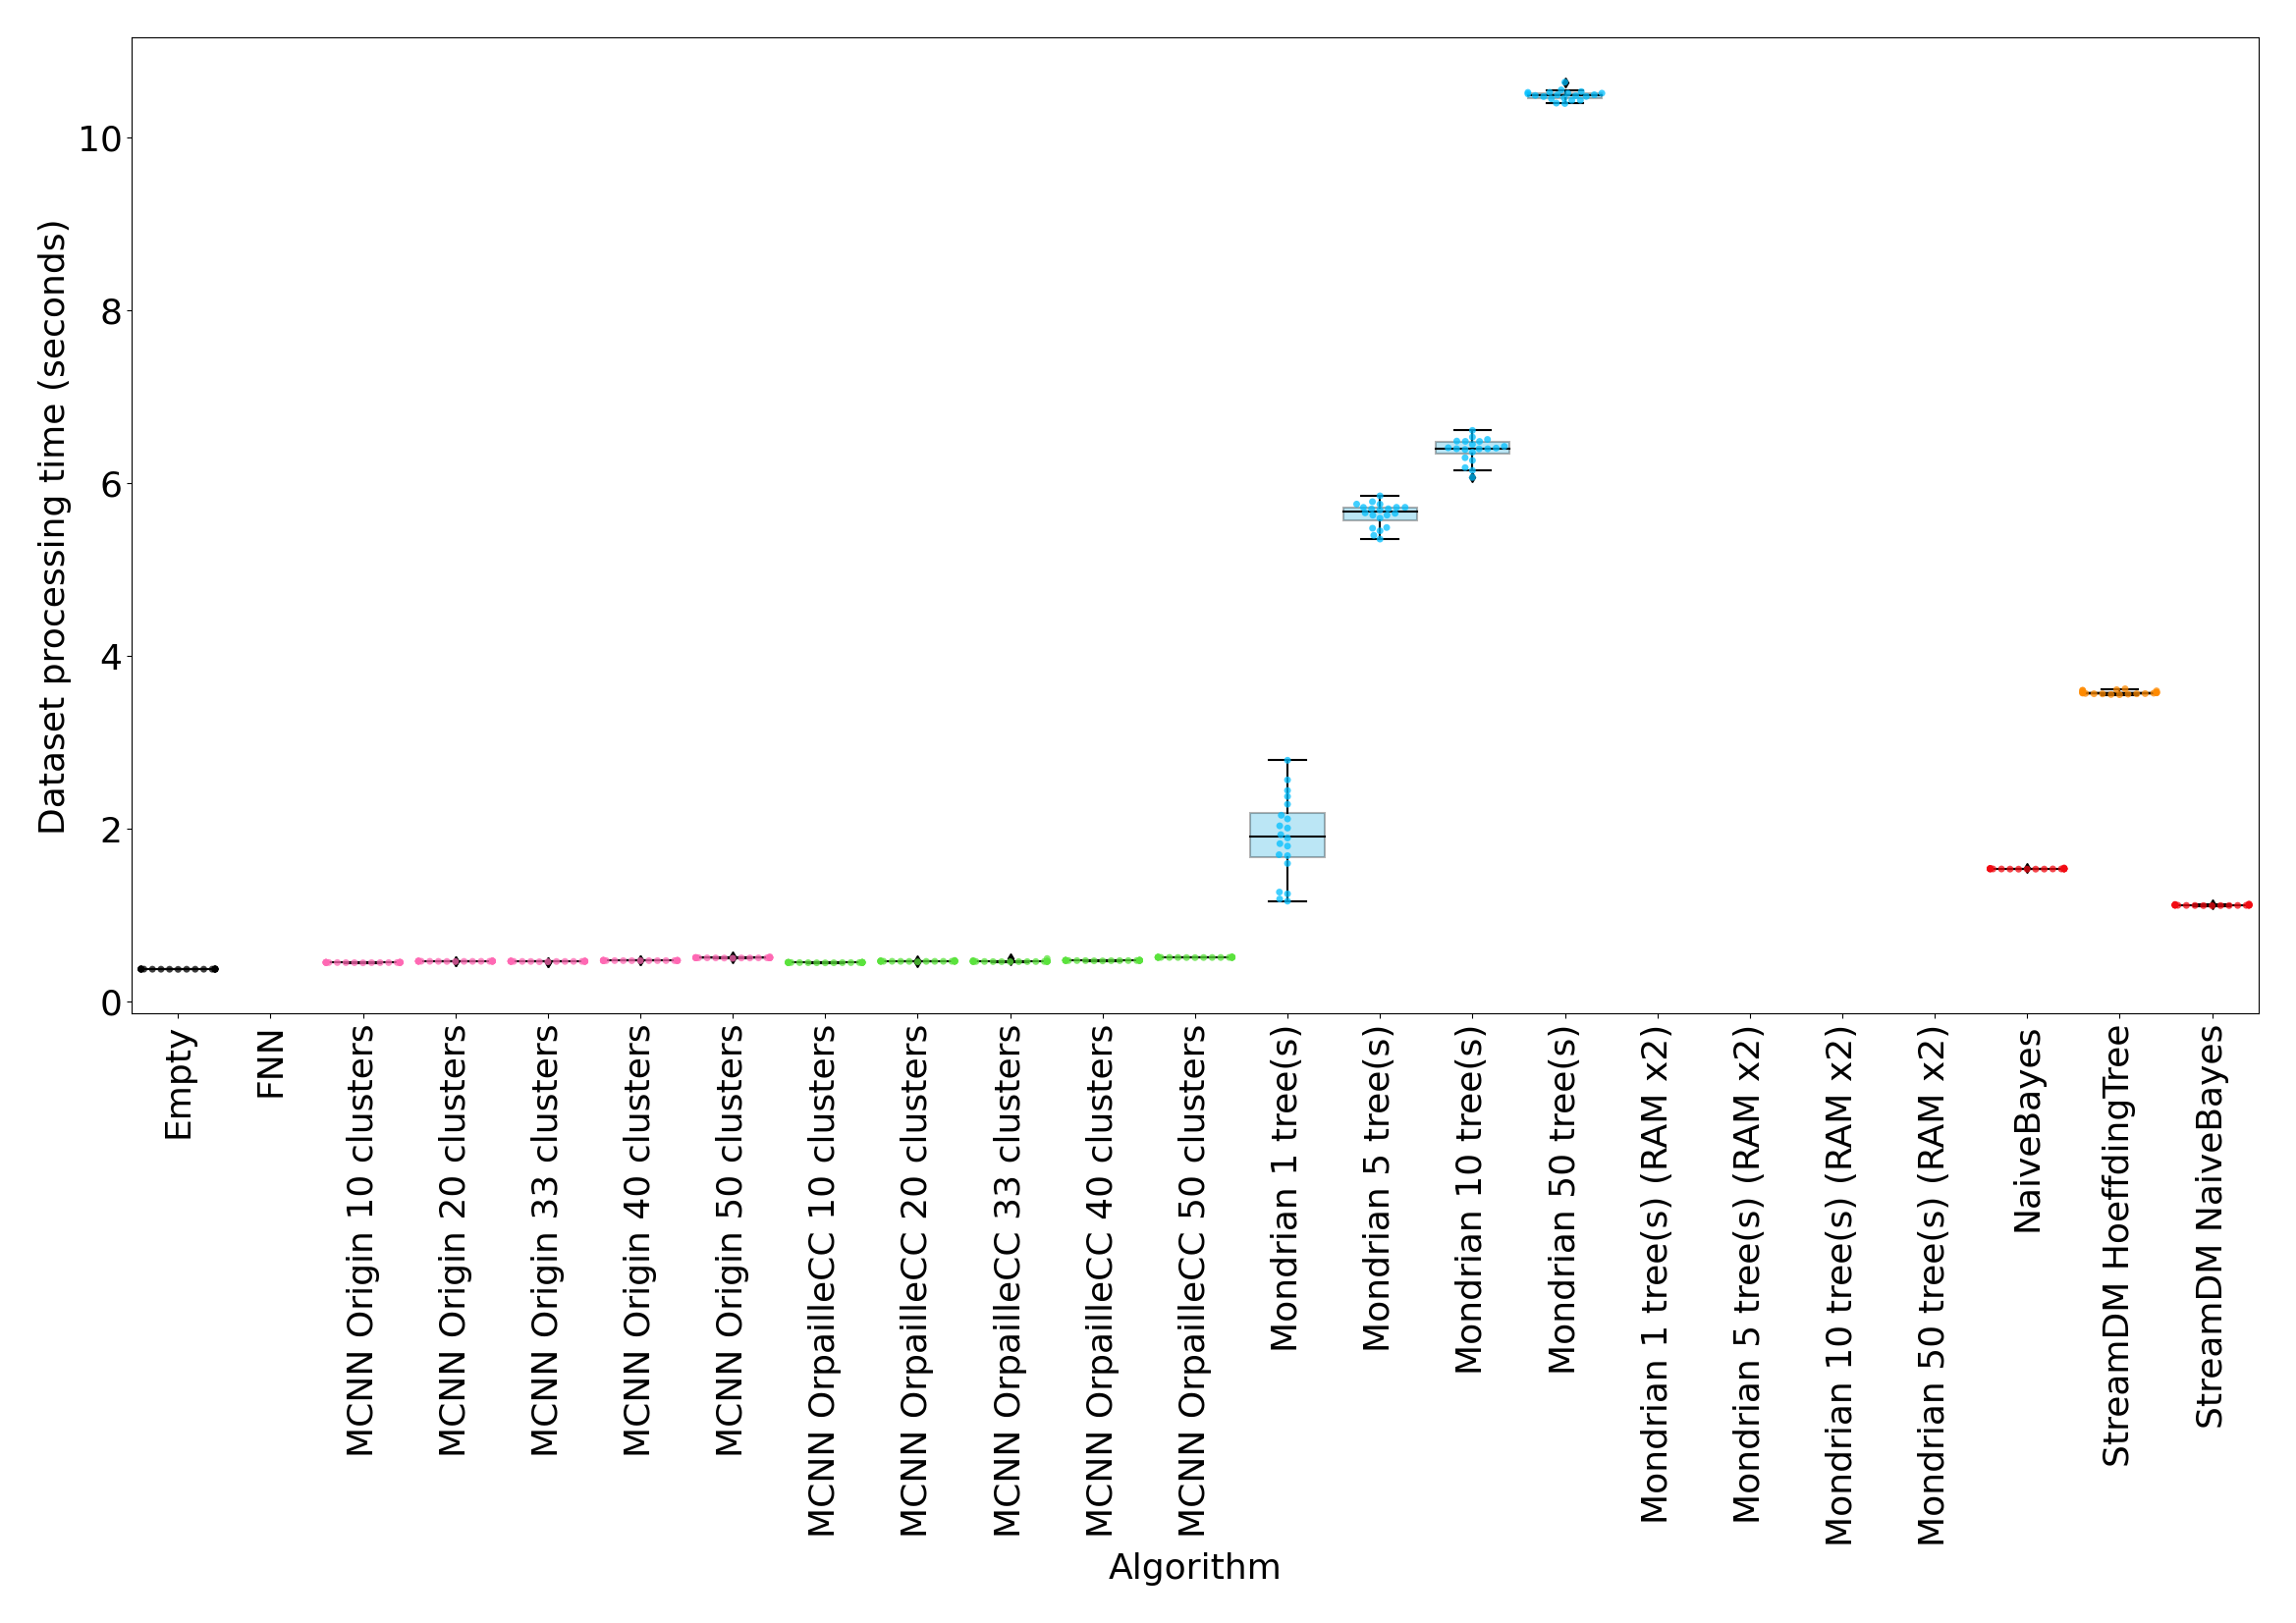 Dataset processing time (seconds)
10
8
6
4
2
0
Empty
FNN
MCNN Origin 10 clusters
MCNN Origin 20 clusters
MCNN Origin 33 clusters
MCNN Origin 40 clusters
MCNN Origin 50 clusters
MCNN OrpailleCC 10 clusters
MCNN OrpailleCC 20 clusters
MCNN OrpailleCC 33 clusters
MCNN OrpailleCC 40 clusters
MCNN OrpailleCC 50 clusters
Mondrian 1 tree(s)
Mondrian 5 tree(s)
Mondrian 10 tree(s)
Mondrian 50 tree(s)
Mondrian 1 tree(s) (RAM x2)
Mondrian 5 tree(s) (RAM x2)
Mondrian 10 tree(s) (RAM x2)
Mondrian 50 tree(s) (RAM x2)
NaiveBayes
StreamDM HoeffdingTree
StreamDM NaiveBayes
Algorithm